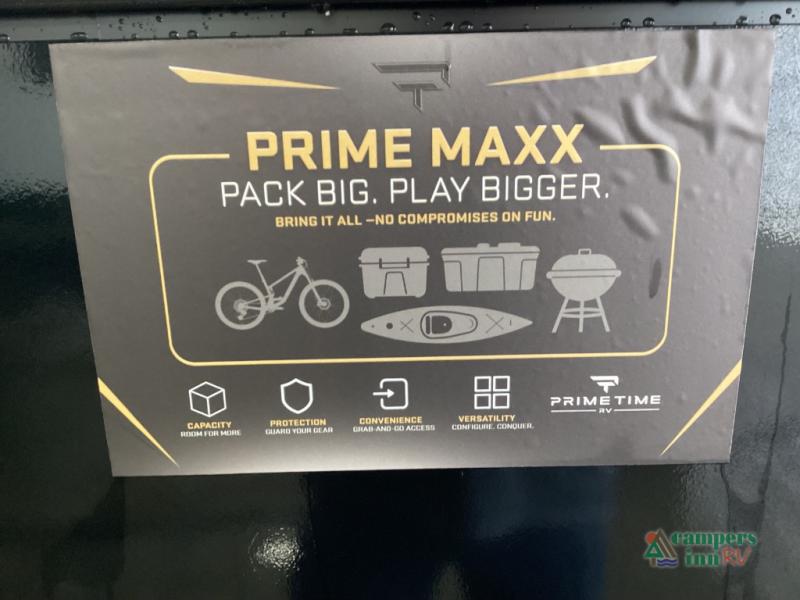 PRIME MAXX
PACK BIG. PLAY BIGGER.
BRING IT ALL –NO COMPROMISES ON FUN.
CAPACITY
ROOM FOR MORE
PROTECTION
GUARD YOUR GEAR
CONVENIENCE
GRAB-AND-GO ACCESS
VERSATILITY
CONFIGURE. CONQUER.
PRIME TIME
RV
campers
inn RV